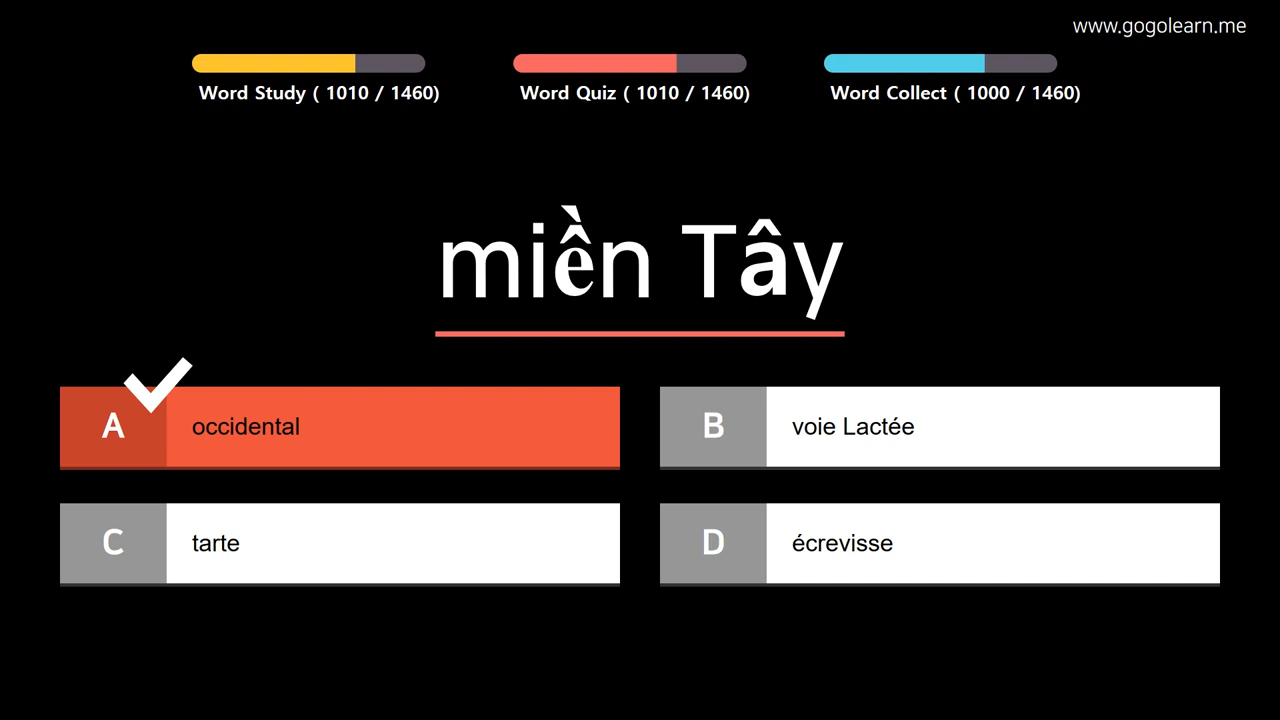 www.gogolearn.me
Word Study ( 1010 / 1460)
Word Quiz ( 1010 / 1460)
Word Collect ( 1000 / 1460)
miền Tây
A occidental
B voie Lactée
C tarte
D écrevisse